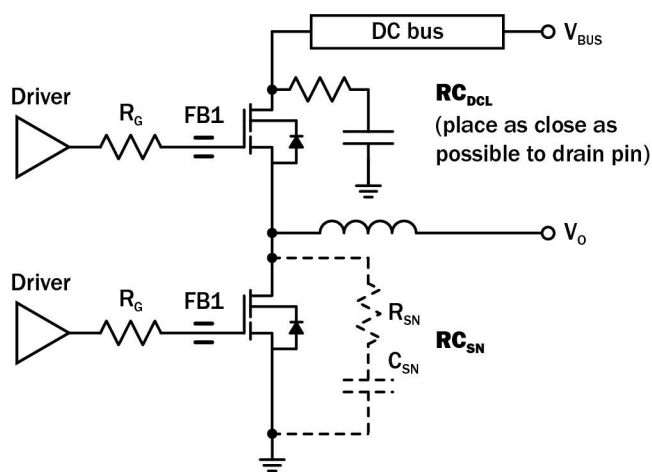 DC bus
V_BUS
Driver
R_G
FB1
RC_DCL
(place as close as
possible to drain pin)
V_O
Driver
R_G
FB1
R_SN
RC_SN
C_SN